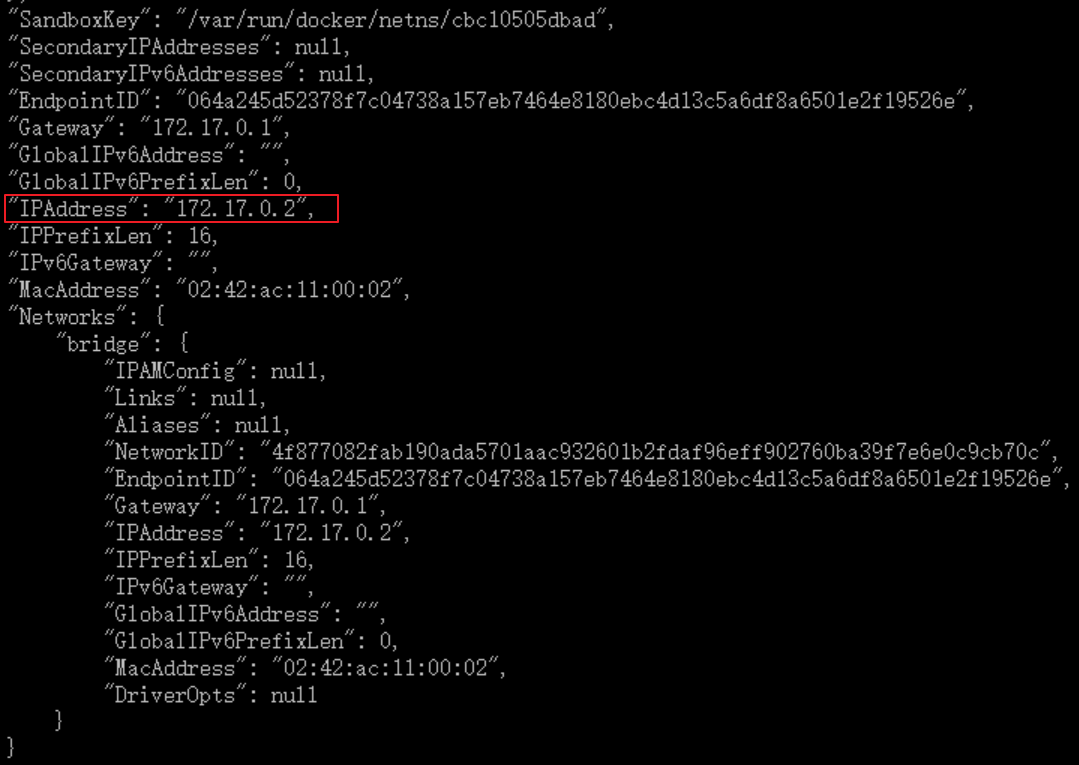 "SandboxKey": "/var/run/docker/netns/cbc10505dbad",
"SecondaryIPAddresses": null,
"SecondaryIPv6Addresses": null,
"EndpointID": "064a245d52378f7c04738a157eb7464e8180ebc4d13c5a6df8a6501e2f19526e",
"Gateway": "172.17.0.1",
"GlobalIPv6Address": "",
"GlobalIPv6PrefixLen": 0,
"IPAddress": "172.17.0.2",
"IPPrefixLen": 16,
"IPv6Gateway": "",
"MacAddress": "02:42:ac:11:00:02",
"Networks": {
"bridge": {
"IPAMConfig": null,
"Links": null,
"Aliases": null,
"NetworkID": "4f877082fab190ada5701aac932601b2fdaf96eff902760ba39f7e6e0c9cb70c",
"EndpointID": "064a245d52378f7c04738a157eb7464e8180ebc4d13c5a6df8a6501e2f19526e",
"Gateway": "172.17.0.1",
"IPAddress": "172.17.0.2",
"IPPrefixLen": 16,
"IPv6Gateway": "",
"GlobalIPv6Address": "",
"GlobalIPv6PrefixLen": 0,
"MacAddress": "02:42:ac:11:00:02",
"DriverOpts": null
}
}